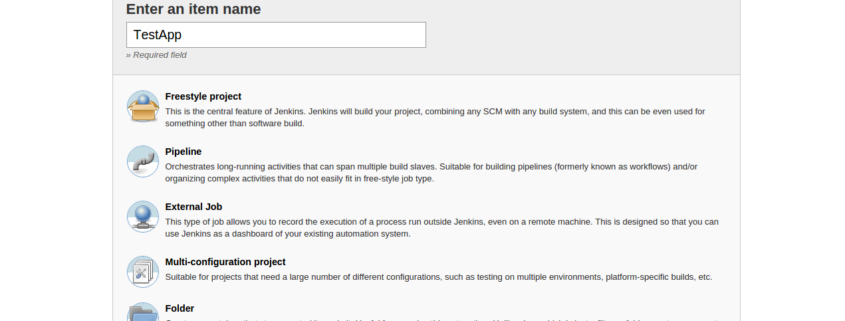 Enter an item name
TestApp
» Required field
Freestyle project
This is the central feature of Jenkins. Jenkins will build your project, combining any SCM with any build system, and this can be even used for
something other than software build.
Pipeline
Orchestrates long-running activities that can span multiple build slaves. Suitable for building pipelines (formerly known as workflows) and/or
organizing complex activities that do not easily fit in free-style job type.
External Job
This type of job allows you to record the execution of a process run outside Jenkins, even on a remote machine. This is designed so that you can
use Jenkins as a dashboard of your existing automation system.
Multi-configuration project
Suitable for projects that need a large number of different configurations, such as testing on multiple environments, platform-specific builds, etc.
Folder